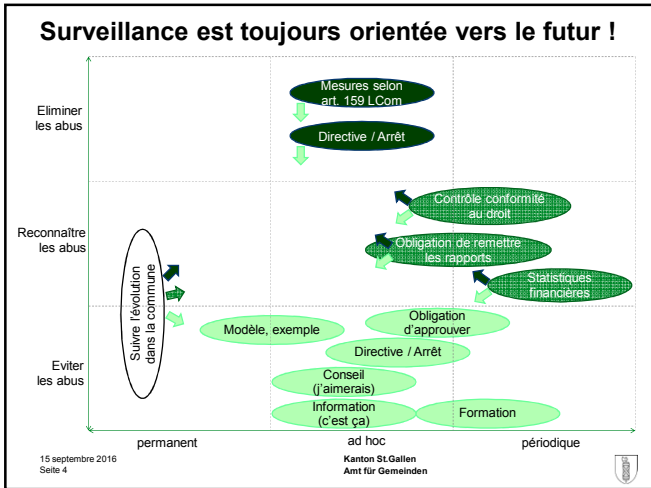 Surveillance est toujours orientée vers le futur !
Eliminer
les abus
Mesures selon
art. 159 LCom
Directive / Arrêt
Reconnaître
les abus
Contrôle conformité
au droit
Obligation de remettre
les rapports
Statistiques
financières
Suivre l'évolution
dans la commune
Eviter
les abus
Modèle, exemple
Obligation
d'approuver
Directive / Arrêt
Conseil
(j'aimerais)
Information
(c'est ça)
Formation
permanent
ad hoc
périodique
15 septembre 2016
Seite 4
Kanton St.Gallen
Amt für Gemeinden